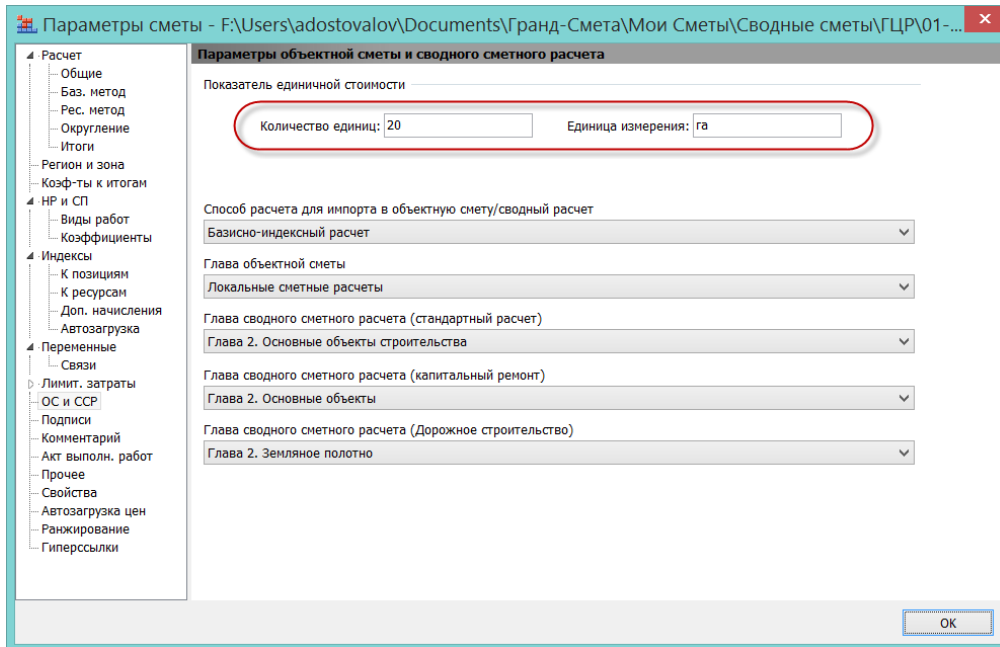 Параметры сметы - F:\Users\adostovalov\Documents\Гранд-Смета\Мои Сметы\Сводные сметы\ГЦР\01-...
Расчет
Общие
Баз. метод
Рес. метод
Округление
Итоги
Регион и зона
Коэф-ты к итогам
НР и СП
Виды работ
Коэффициенты
Индексы
К позициям
К ресурсам
Доп. начисления
Автозагрузка
Переменные
Связи
Лимит. затраты
ОС и ССР
Подписи
Комментарий
Акт выполн. работ
Прочее
Свойства
Автозагрузка цен
Ранжирование
Гиперссылки
Параметры объектной сметы и сводного сметного расчета
Показатель единичной стоимости
Количество единиц: 20 Единица измерения: га
Способ расчета для импорта в объектную смету/сводный расчет
Базисно-индексный расчет
Глава объектной сметы
Локальные сметные расчеты
Глава сводного сметного расчета (стандартный расчет)
Глава 2. Основные объекты строительства
Глава сводного сметного расчета (капитальный ремонт)
Глава 2. Основные объекты
Глава сводного сметного расчета (Дорожное строительство)
Глава 2. Земляное полотно
ОК